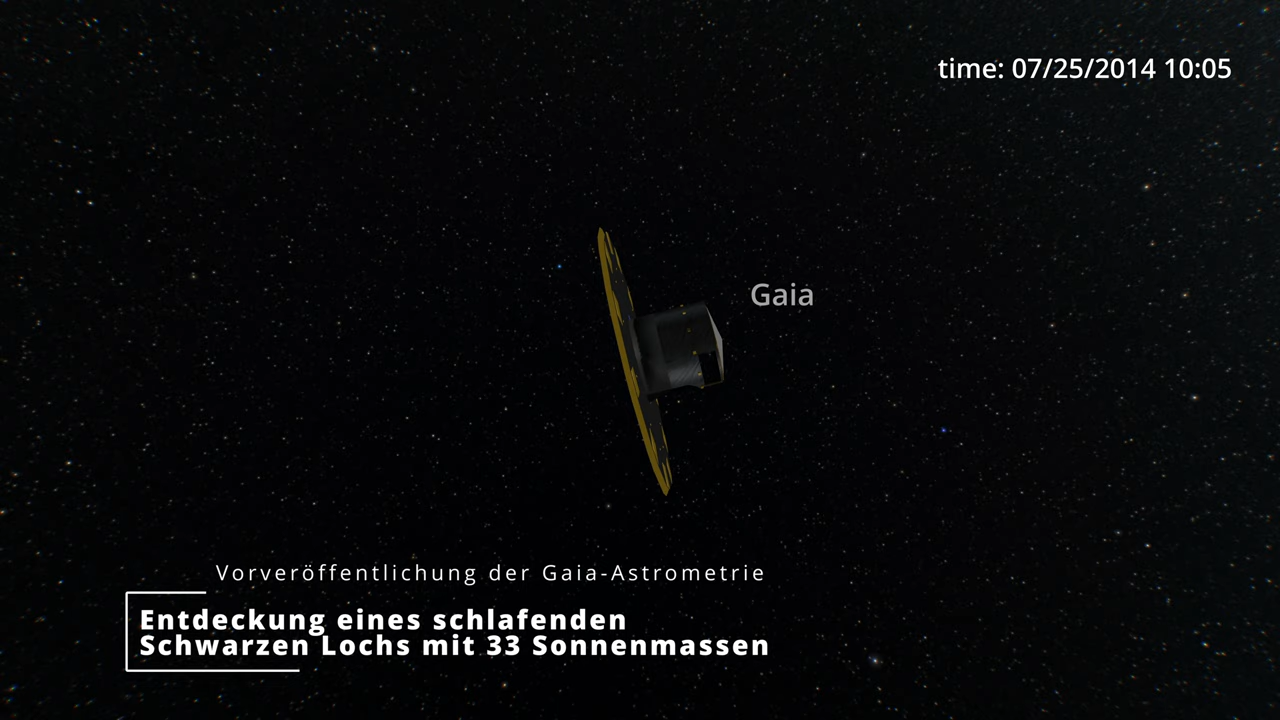 time: 07/25/2014 10:05
Gaia
Vorveröffentlichung der Gaia-Astrometrie
Entdeckung eines schlafenden
Schwarzen Lochs mit 33 Sonnenmassen